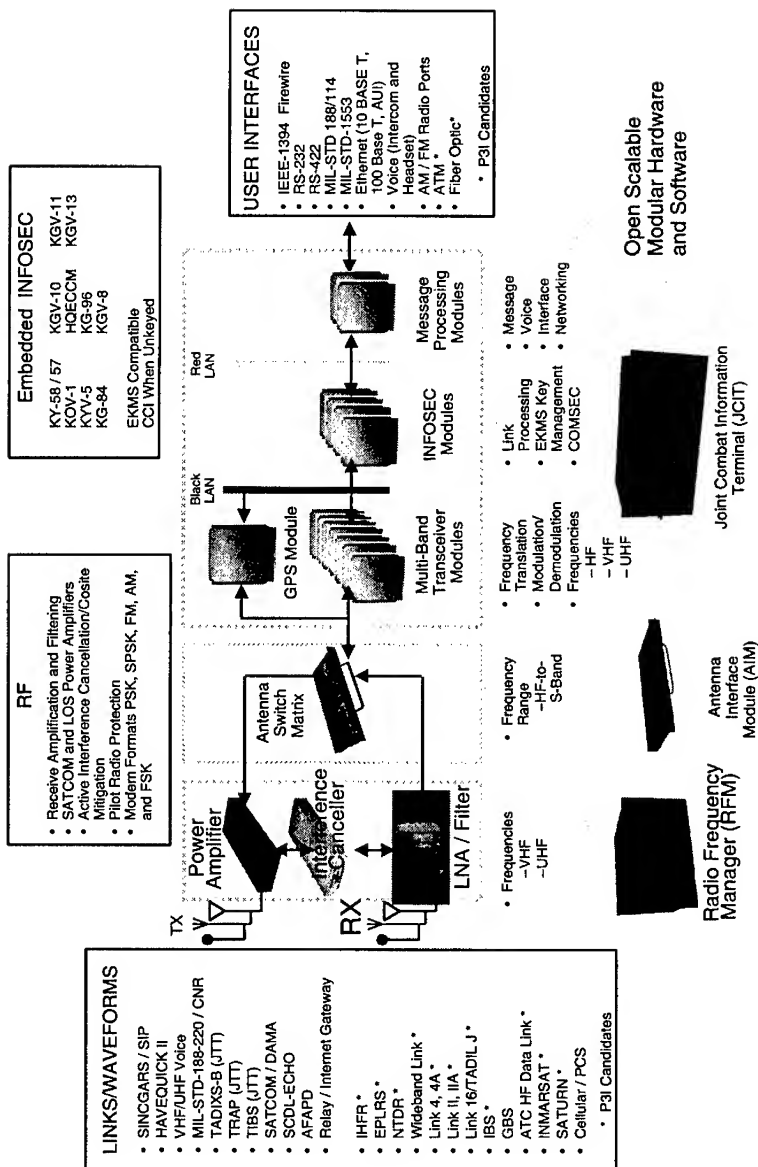 LINKS/WAVEFORMS
• SINCGARS / SIP
• HAVEQUICK II
• VHF/UHF Voice
• MIL-STD-188-220 / CNR
• TADIXS-B (JTT)
• TRAP (JTT)
• TIBS (JTT)
• SATCOM / DAMA
• SCDL-ECHO
• AFAPD
• Relay / Internet Gateway
• IHFR *
• EPLRS *
• NTDR *
• Wideband Link *
• Link 4, 4A *
• Link II, IIA *
• Link 16/TADIL J *
• IBS *
• GBS
• ATC HF Data Link *
• INMARSAT *
• SATURN *
• Cellular / PCS
* P3I Candidates
RF
• Receive Amplification and Filtering
• SATCOM and LOS Power Amplifiers
• Active Interference Cancellation/Cosite
Mitigation
• Pilot Radio Protection
• Modern Formats PSK, SPSK, FM, AM,
and FSK
Embedded INFOSEC
KY-58 / 57 KGV-10 KGV-11
KOV-1 HQECCM KGV-13
KYV-5 KG-96
KG-84 KGV-8
EKMS Compatible
CCI When Unkeyed
TX
RX
Power
Amplifier
Interference
Canceller
LNA / Filter
Antenna
Switch
Matrix
Black
LAN
GPS Module
Multi-Band
Transceiver
Modules
Red
LAN
INFOSEC
Modules
Message
Processing
Modules
USER INTERFACES
• IEEE-1394 Firewire
• RS-232
• RS-422
• MIL-STD 188/114
• MIL-STD-1553
• Ethernet (10 BASE T,
100 Base T, AUI)
• Voice (Intercom and
Headset)
• AM / FM Radio Ports
• ATM *
• Fiber Optic*
* P3I Candidates
• Frequencies
–VHF
–UHF
• Frequency
Range
–HF-to-
S-Band
• Frequency
Translation
• Modulation/
Demodulation
• Frequencies
–HF
–VHF
–UHF
• Link
Processing
• EKMS Key
Management
• COMSEC
• Message
• Voice
• Interface
• Networking
Radio Frequency
Manager (RFM)
Antenna
Interface
Module (AIM)
Joint Combat Information
Terminal (JCIT)
Open Scalable
Modular Hardware
and Software